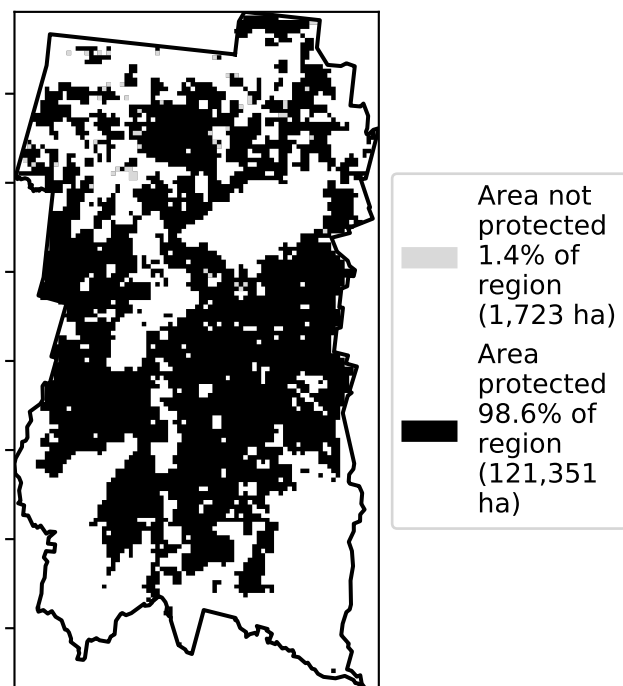 Area not
protected
1.4% of
region
(1,723 ha)
Area
protected
98.6% of
region
(121,351
ha)